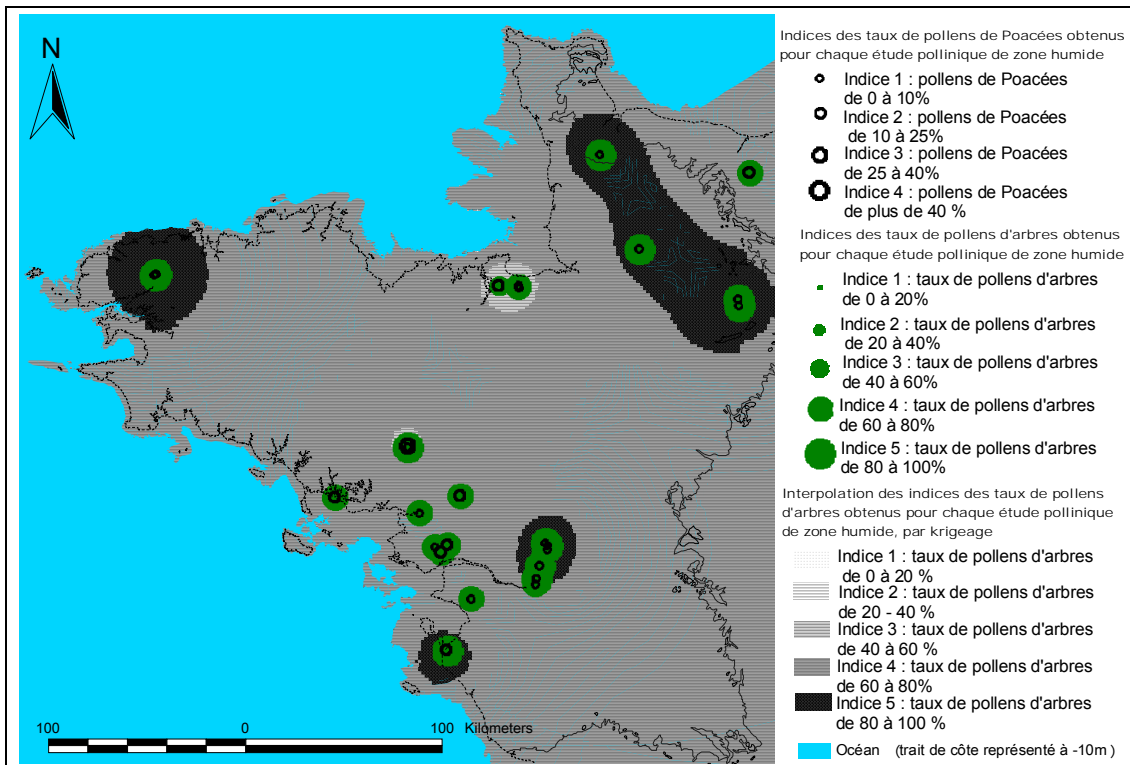 N
100
0
100
Kilometers
Indices des taux de pollens de Poacées obtenus
pour chaque étude pollinique de zone humide
Indice 1 : pollens de Poacées
de 0 à 10%
Indice 2 : pollens de Poacées
de 10 à 25%
Indice 3 : pollens de Poacées
de 25 à 40%
Indice 4 : pollens de Poacées
de plus de 40 %
Indices des taux de pollens d'arbres obtenus
pour chaque étude pollinique de zone humide
Indice 1 : taux de pollens d'arbres
de 0 à 20%
Indice 2 : taux de pollens d'arbres
de 20 à 40%
Indice 3 : taux de pollens d'arbres
de 40 à 60%
Indice 4 : taux de pollens d'arbres
de 60 à 80%
Indice 5 : taux de pollens d'arbres
de 80 à 100%
Interpolation des indices des taux de pollens
d'arbres obtenus pour chaque étude pollinique
de zone humide, par krigeage
Indice 1 : taux de pollens d'arbres
de 0 à 20 %
Indice 2 : taux de pollens d'arbres
de 20 - 40 %
Indice 3 : taux de pollens d'arbres
de 40 à 60 %
Indice 4 : taux de pollens d'arbres
de 60 à 80%
Indice 5 : taux de pollens d'arbres
de 80 à 100 %
Océan (trait de côte représenté à -10m )